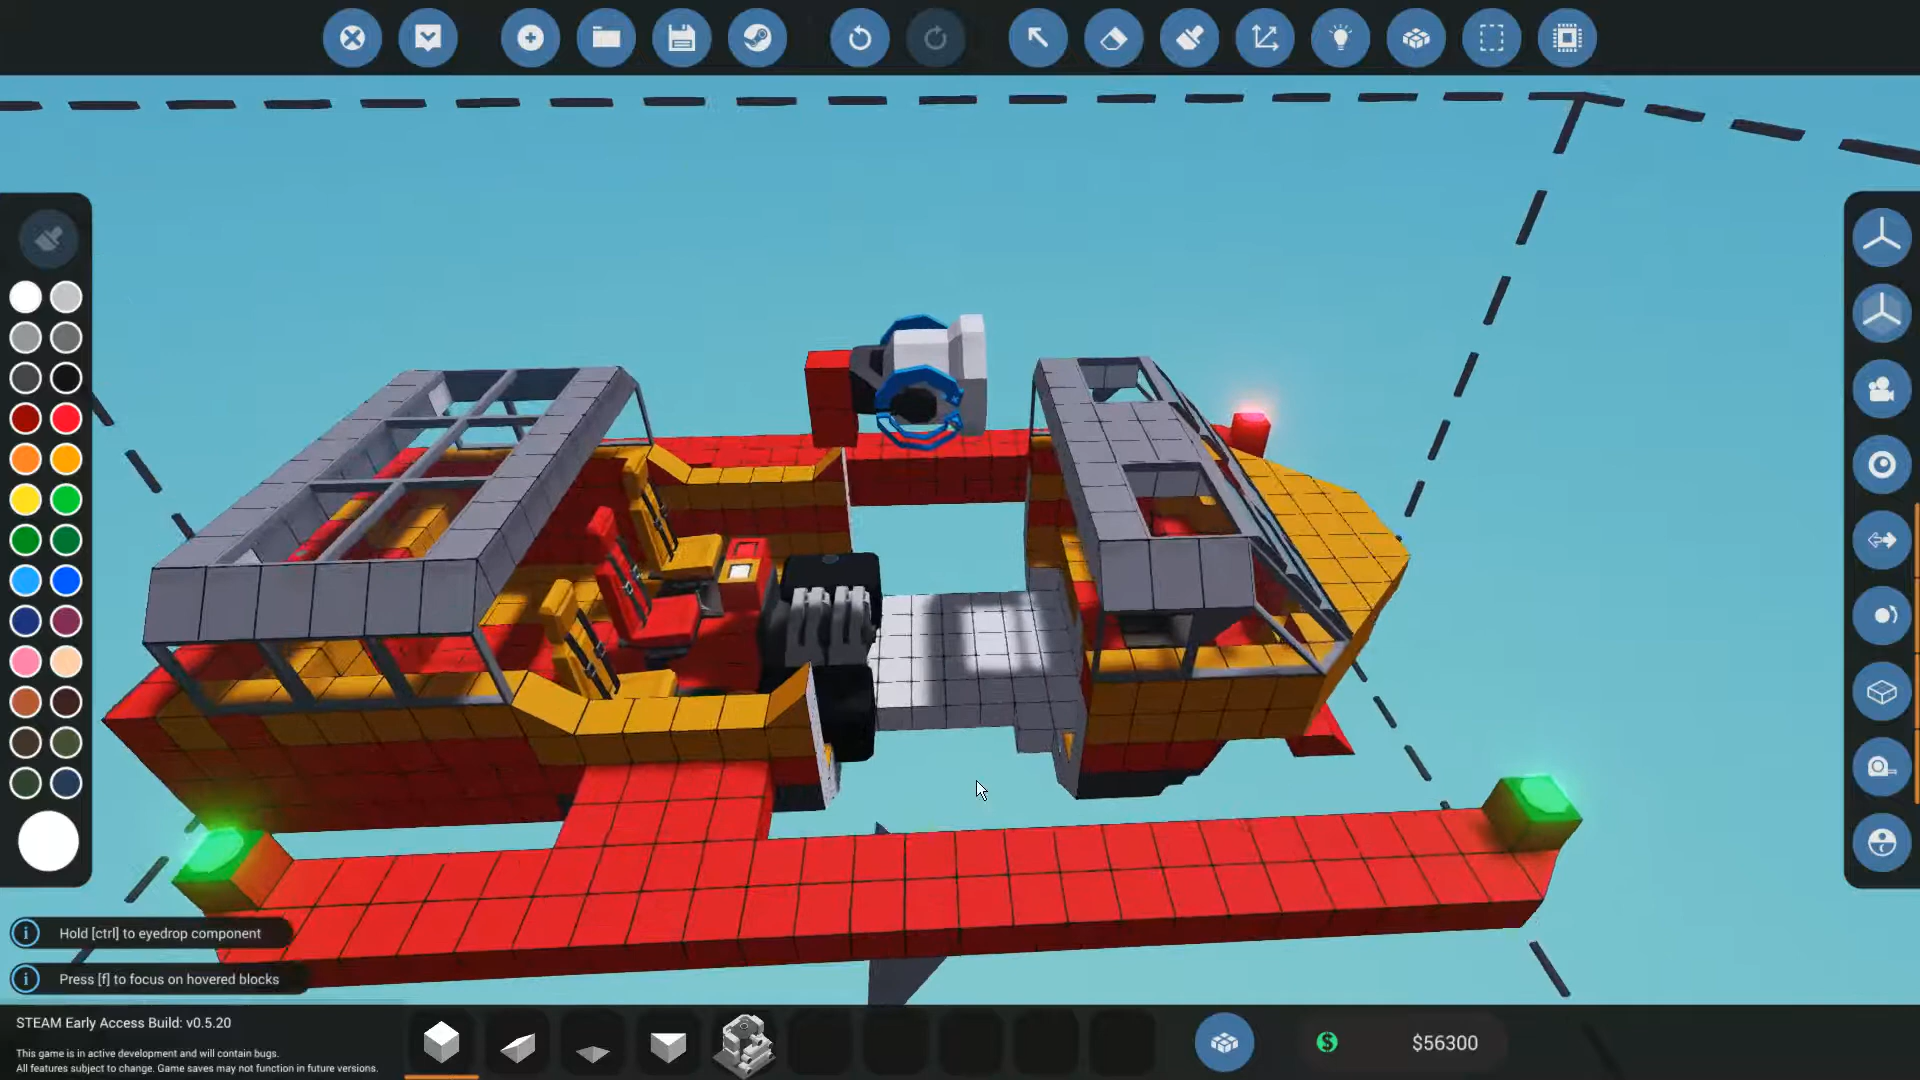 Hold [ctrl] to eyedrop component
Press [f] to focus on hovered blocks
STEAM Early Access Build: v0.5.20
This game is in active development and will contain bugs.
All features subject to change. Game saves may not function in future versions.
$56300